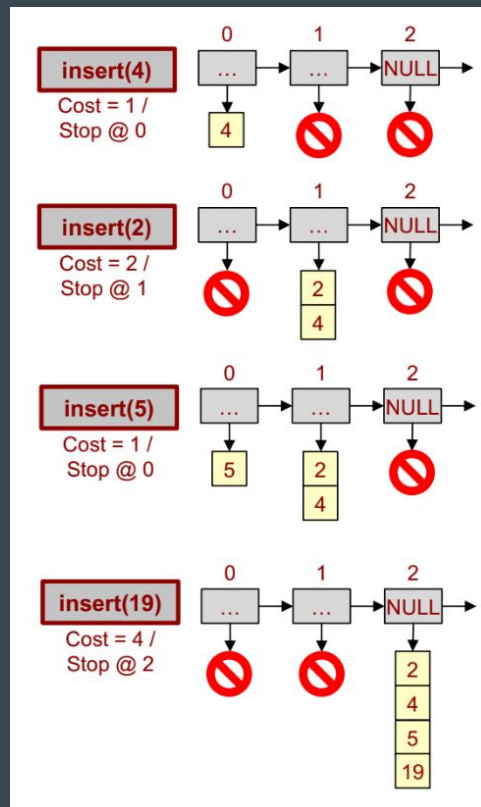 0 1 2
insert(4)
... ... NULL
Cost = 1 /
Stop @ 0
4
0 1 2
insert(2)
... ... NULL
Cost = 2 /
Stop @ 1
2
4
0 1 2
insert(5)
... ... NULL
Cost = 1 /
Stop @ 0
5 2
4
0 1 2
insert(19)
... ... NULL
Cost = 4 /
Stop @ 2
2
4
5
19